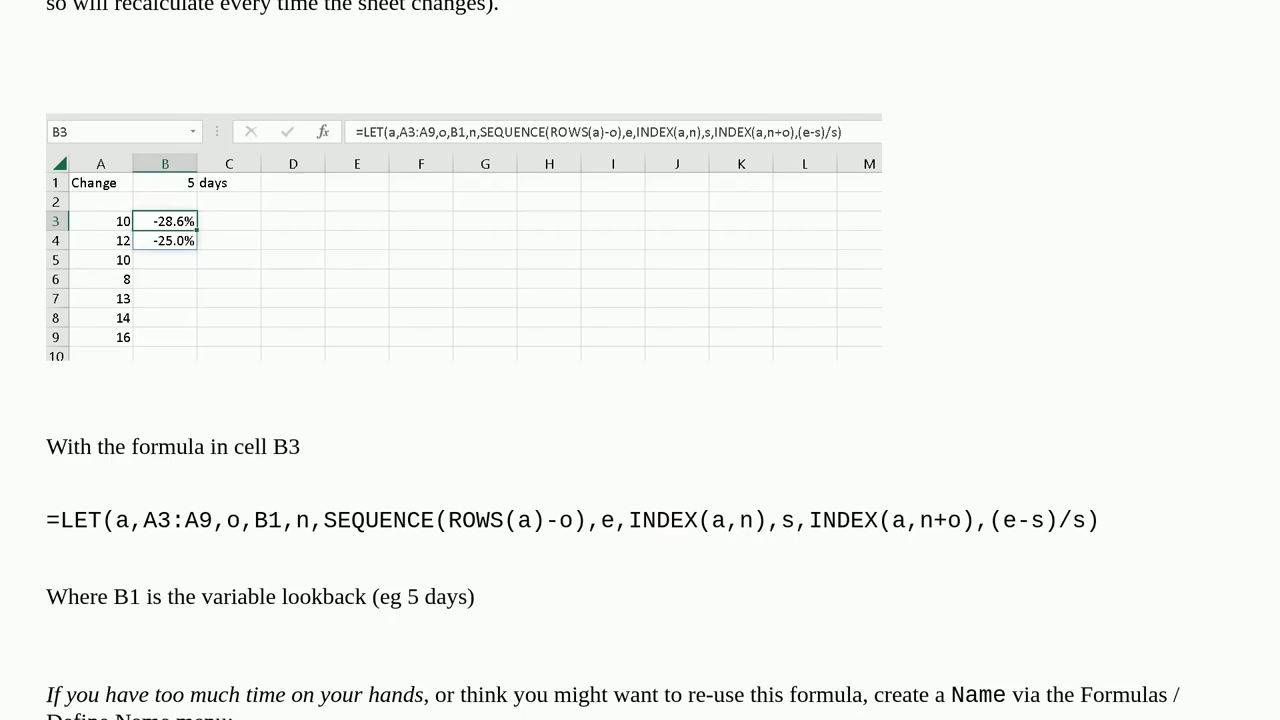 so will recalculate every time the sheet changes).
B3 fx =LET(a,A3:A9,o,B1,n,SEQUENCE(ROWS(a)-o),e,INDEX(a,n),s,INDEX(a,n+o),(e-s)/s)
A B C D E F G H I J K L M
1 Change 5 days
2
3 10 -28.6%
4 12 -25.0%
5 10
6 8
7 13
8 14
9 16
10
With the formula in cell B3
=LET(a,A3:A9,o,B1,n,SEQUENCE(ROWS(a)-o),e,INDEX(a,n),s,INDEX(a,n+o),(e-s)/s)
Where B1 is the variable lookback (eg 5 days)
If you have too much time on your hands, or think you might want to re-use this formula, create a Name via the Formulas /
Define Name menu: